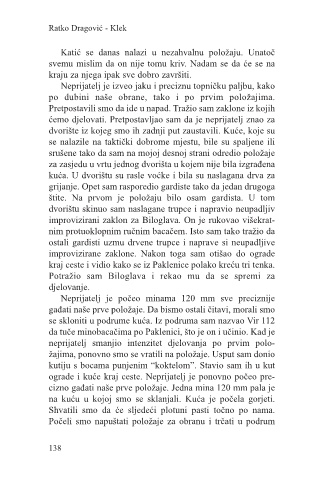 Ratko Dragović - Klek
Katić se danas nalazi u nezahvalnu položaju. Unatoč
svemu mislim da on nije tomu kriv. Nadam se da će se na
kraju za njega ipak sve dobro završiti.
Neprijatelj je izveo jaku i preciznu topničku paljbu, kako
po dubini naše obrane, tako i po prvim položajima.
Pretpostavili smo da ide u napad. Tražio sam zaklone iz kojih
ćemo djelovati. Pretpostavljao sam da je neprijatelj znao za
dvorište iz kojeg smo ih zadnji put zaustavili. Kuće, koje su
se nalazile na taktički dobrome mjestu, bile su spaljene ili
srušene tako da sam na mojoj desnoj strani odredio položaje
za zasjedu u vrtu jednog dvorišta u kojem nije bila izgrađena
kuća. U dvorištu su rasle voćke i bila su naslagana drva za
grijanje. Opet sam rasporedio gardiste tako da jedan drugoga
štite. Na prvom je položaju bilo osam gardista. U tom
dvorištu skinuo sam naslagane trupce i napravio neupadljiv
improvizirani zaklon za Biloglava. On je rukovao višekrat-
nim protuoklopnim ručnim bacačem. Isto sam tako tražio da
ostali gardisti uzmu drvene trupce i naprave si neupadljive
improvizirane zaklone. Nakon toga sam otišao do ograde
kraj ceste i vidio kako se iz Paklenice polako kreću tri tenka.
Potražio sam Biloglava i rekao mu da se spremi za
djelovanje.
Neprijatelj je počeo minama 120 mm sve preciznije
gađati naše prve položaje. Da bismo ostali čitavi, morali smo
se skloniti u podrume kuća. Iz podruma sam nazvao Vir 112
da tuče minobacačima po Paklenici, što je on i učinio. Kad je
neprijatelj smanjio intenzitet djelovanja po prvim polo-
žajima, ponovno smo se vratili na položaje. Usput sam donio
kutiju s bocama punjenim “koktelom”. Stavio sam ih u kut
ograde i kuće kraj ceste. Neprijatelj je ponovno počeo pre-
cizno gađati naše prve položaje. Jedna mina 120 mm pala je
na kuću u kojoj smo se sklanjali. Kuća je počela gorjeti.
Shvatili smo da će sljedeći plotuni pasti točno po nama.
Počeli smo napuštati položaje za obranu i trčati u podrum
138